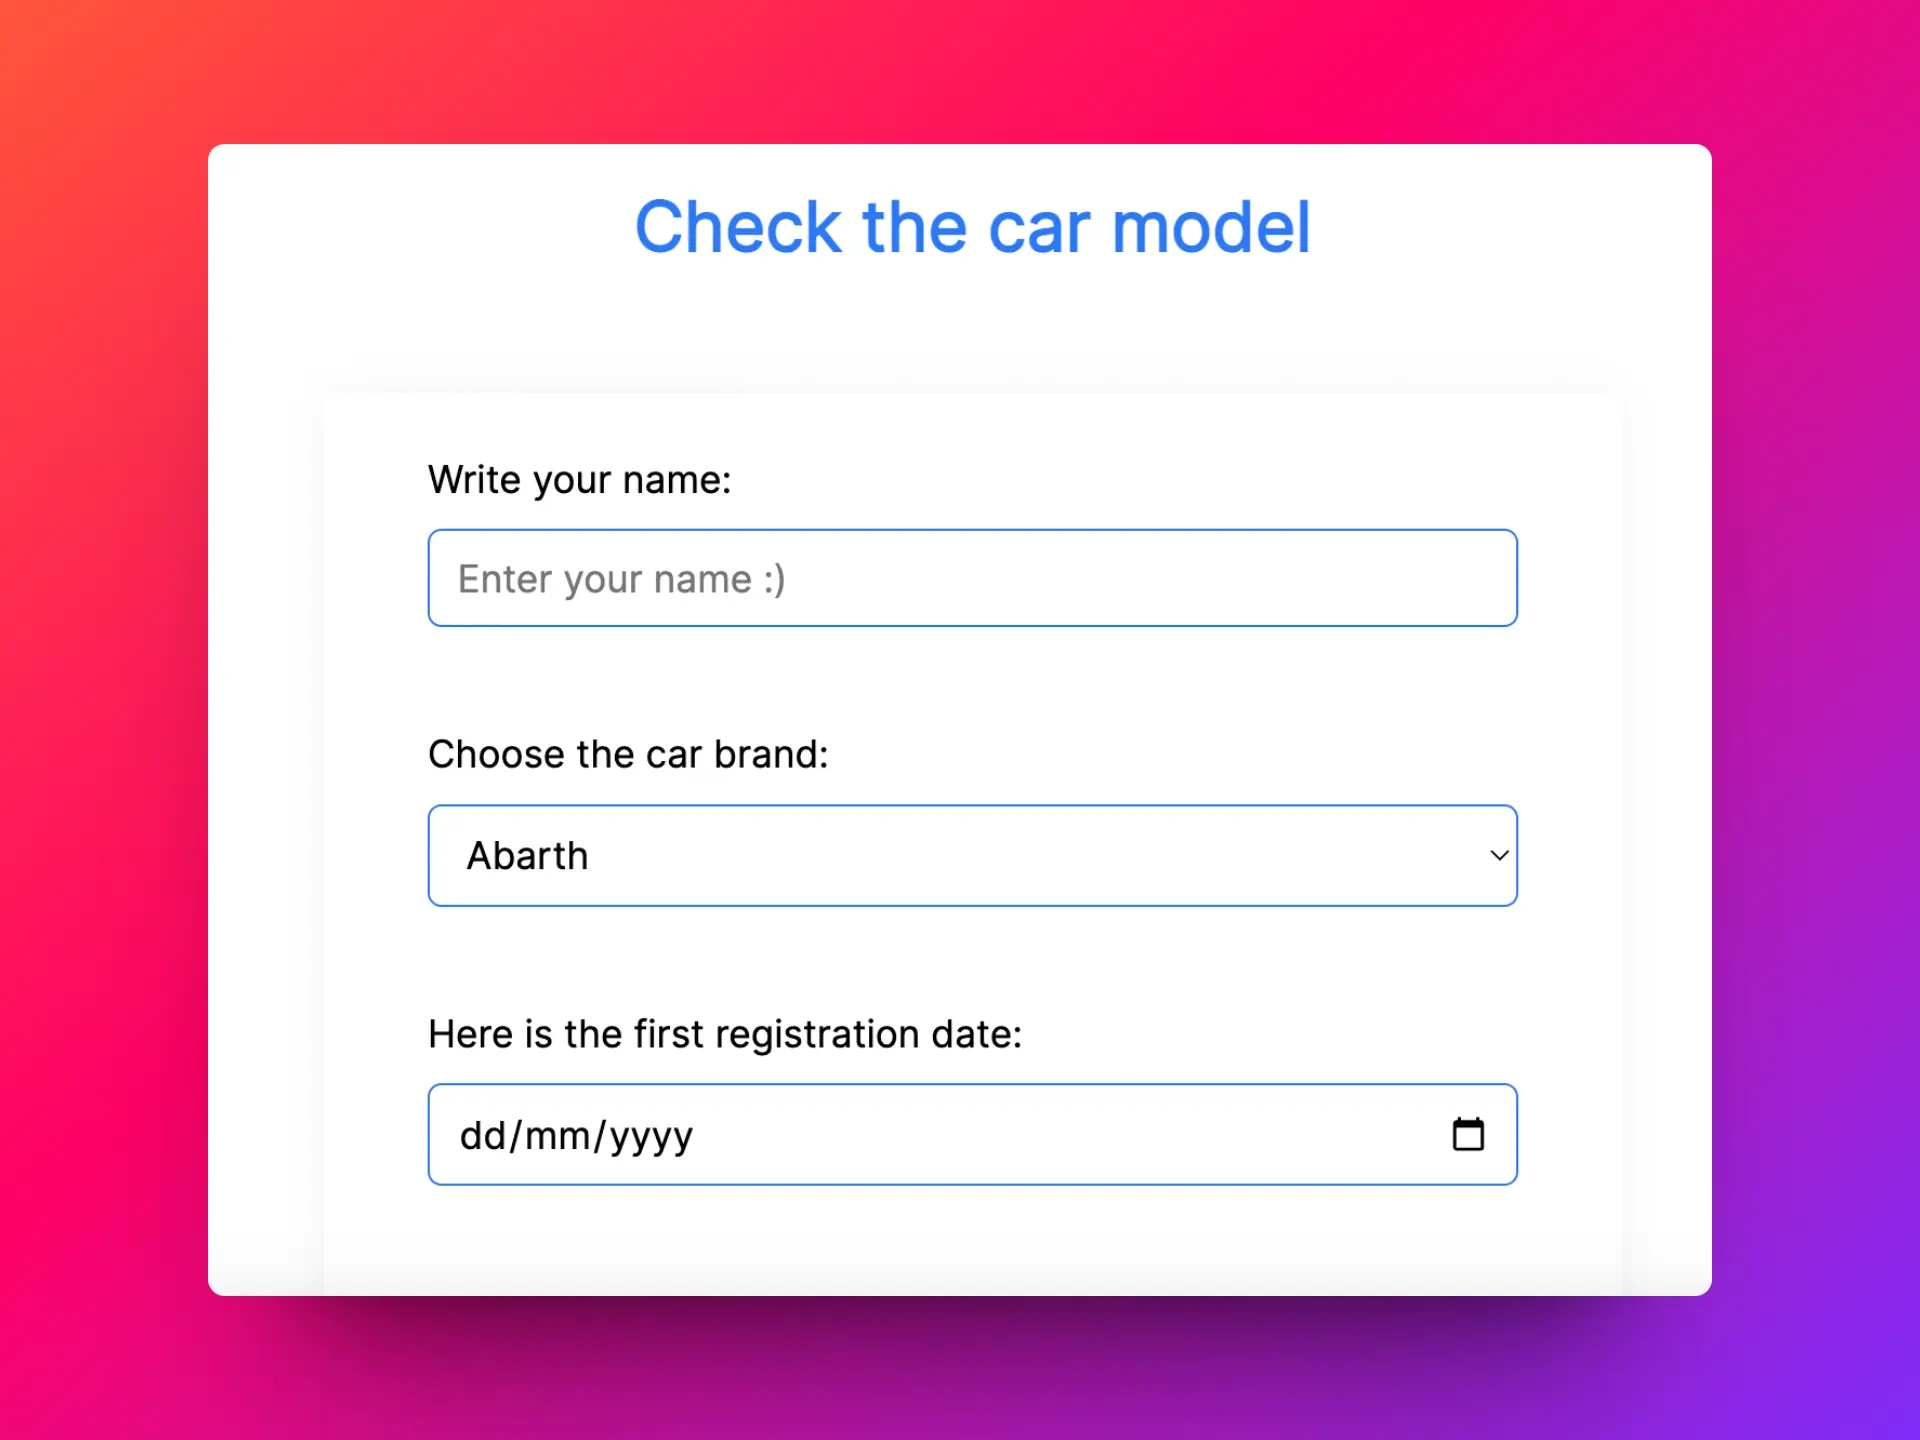 Check the car model
Write your name:
Enter your name :)
Choose the car brand:
Abarth
Here is the first registration date:
dd/mm/yyyy